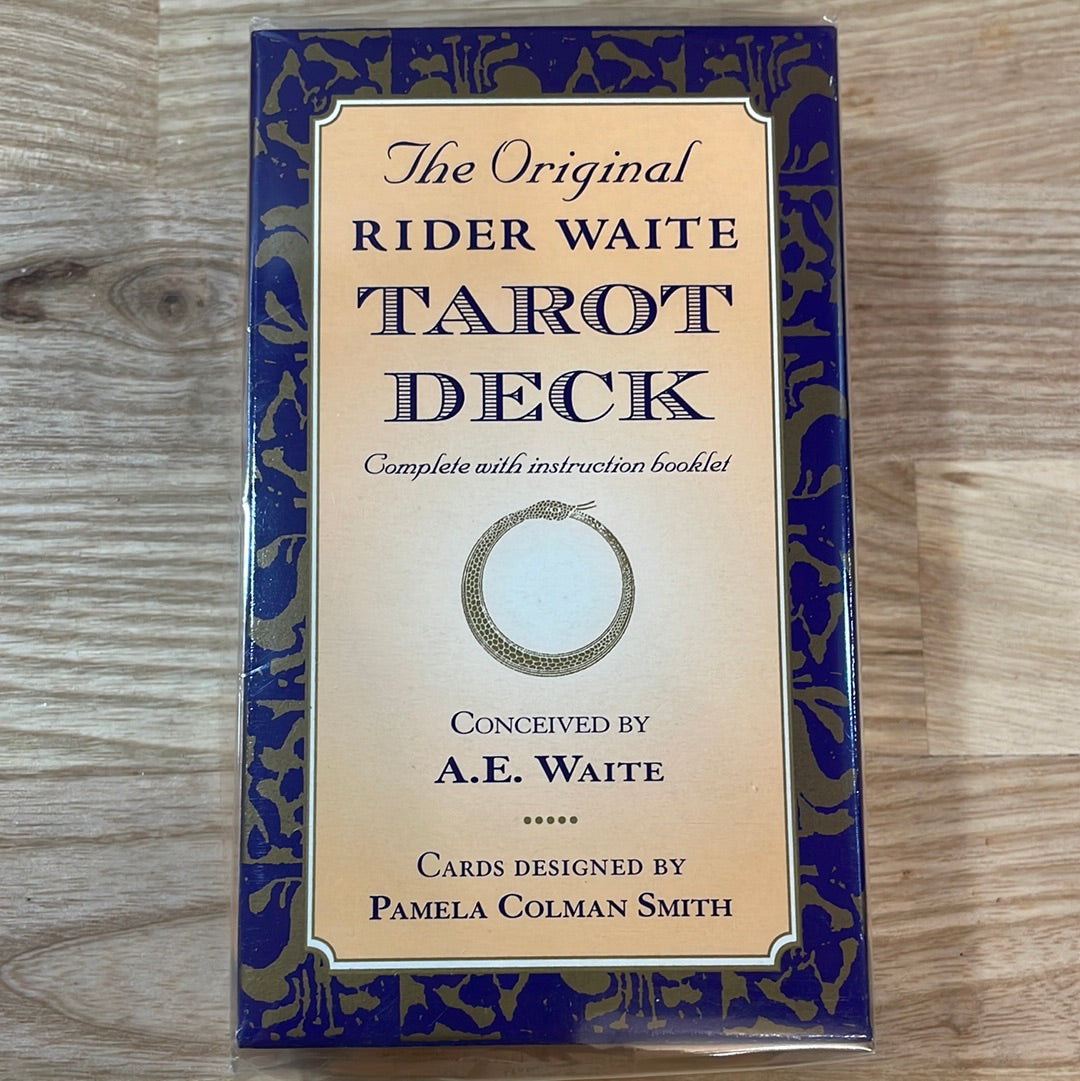 The Original
RIDER WAITE
TAROT
DECK
Complete with instruction booklet
CONCEIVED BY
A.E. WAITE
CARDS DESIGNED BY
PAMELA COLMAN SMITH